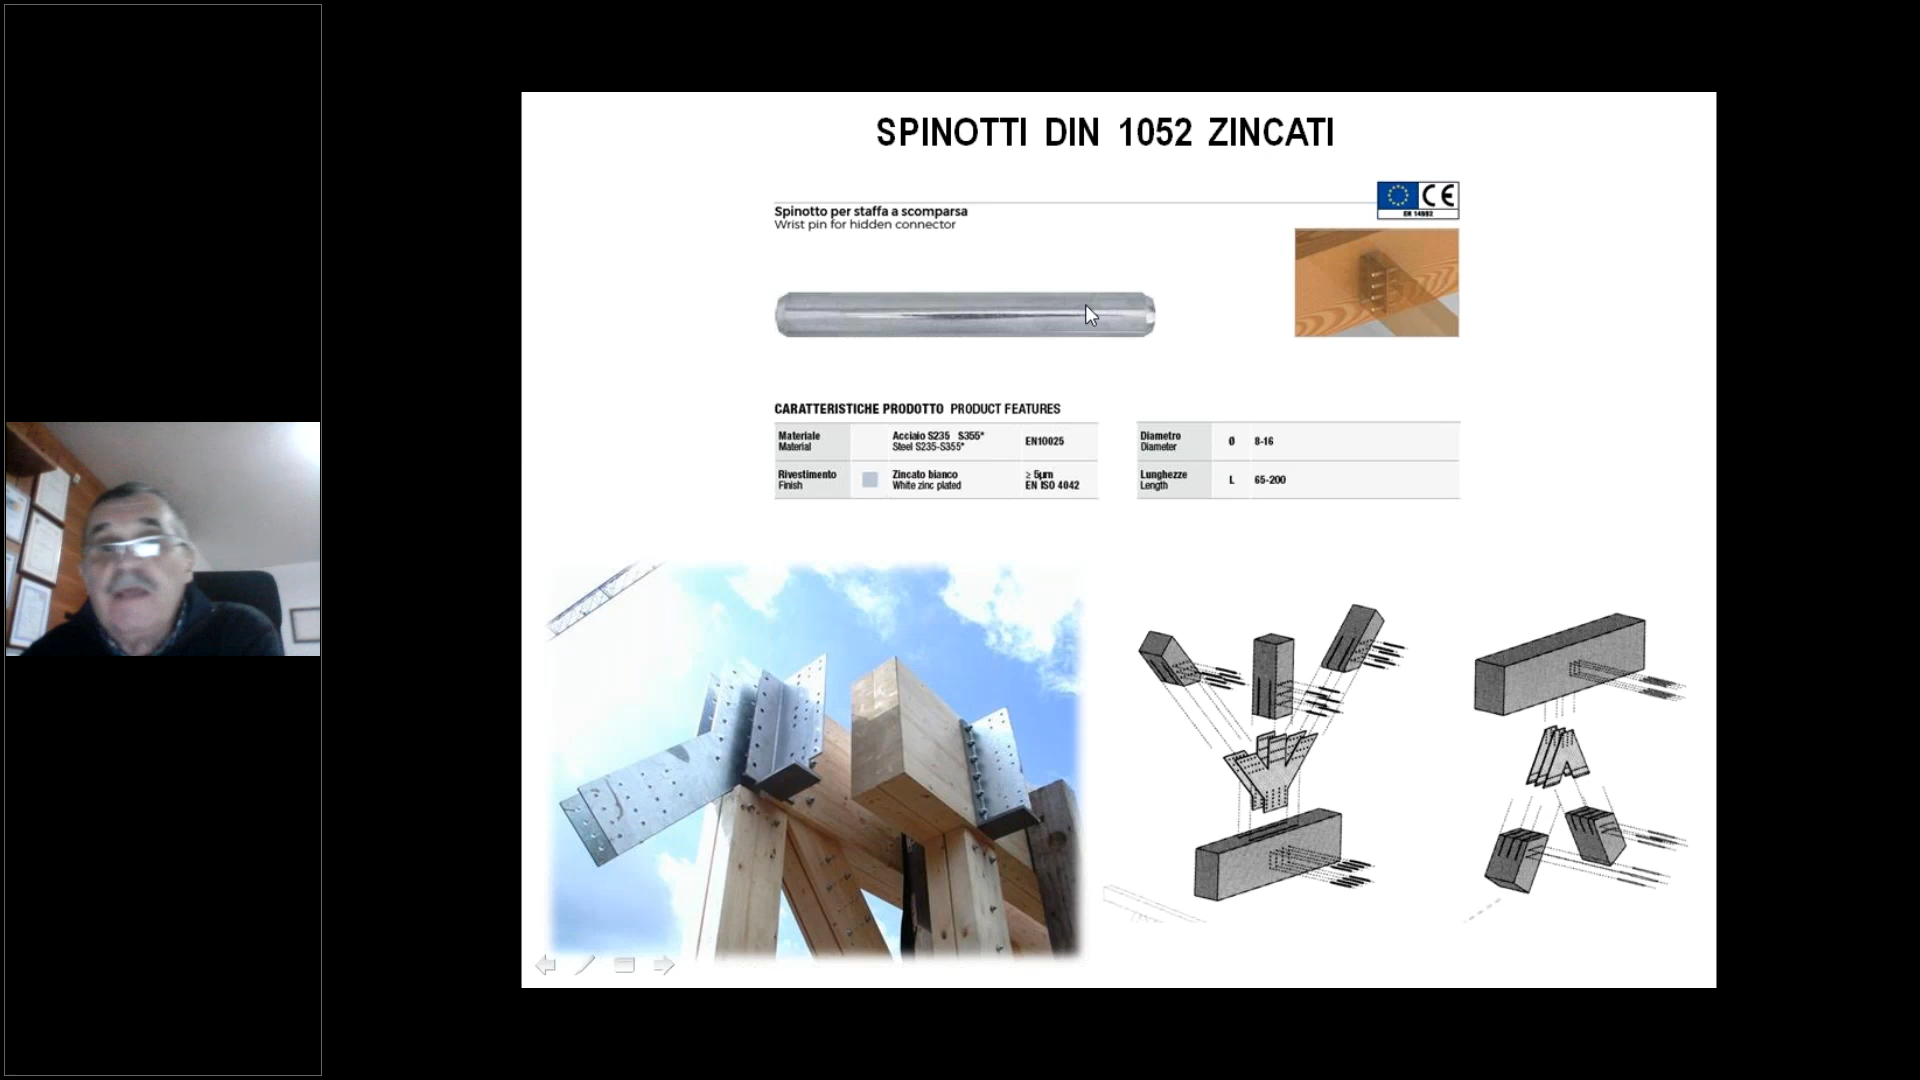 SPINOTTI DIN 1052 ZINCATI
CE
Spinotto per staffa a scomparsa
Wrist pin for hidden connector
CARATTERISTICHE PRODOTTO PRODUCT FEATURES
Materiale
Material
Acciaio S235 S355*
Steel S235-S355*
EN10025
Rivestimento
Finish
Zincato bianco
White zinc plated
≥ 5µm
EN ISO 4042
Diametro
Diameter
Ø
8-16
Lunghezze
Length
L
65-200